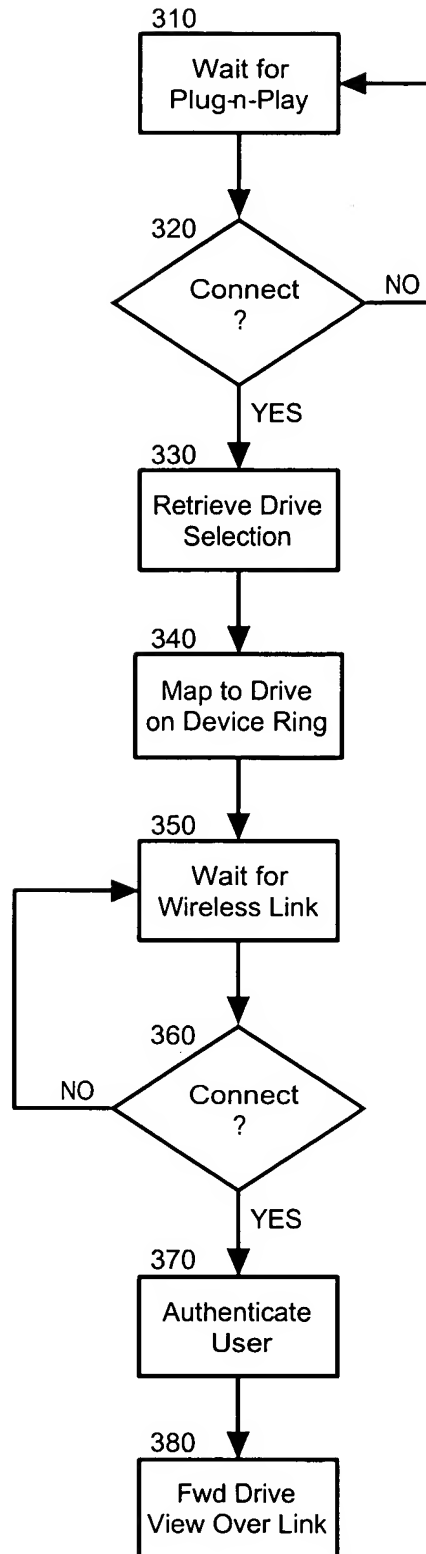 310
Wait for
Plug-n-Play
320
Connect
?
NO
YES
330
Retrieve Drive
Selection
340
Map to Drive
on Device Ring
350
Wait for
Wireless Link
360
Connect
?
NO
YES
370
Authenticate
User
380
Fwd Drive
View Over Link